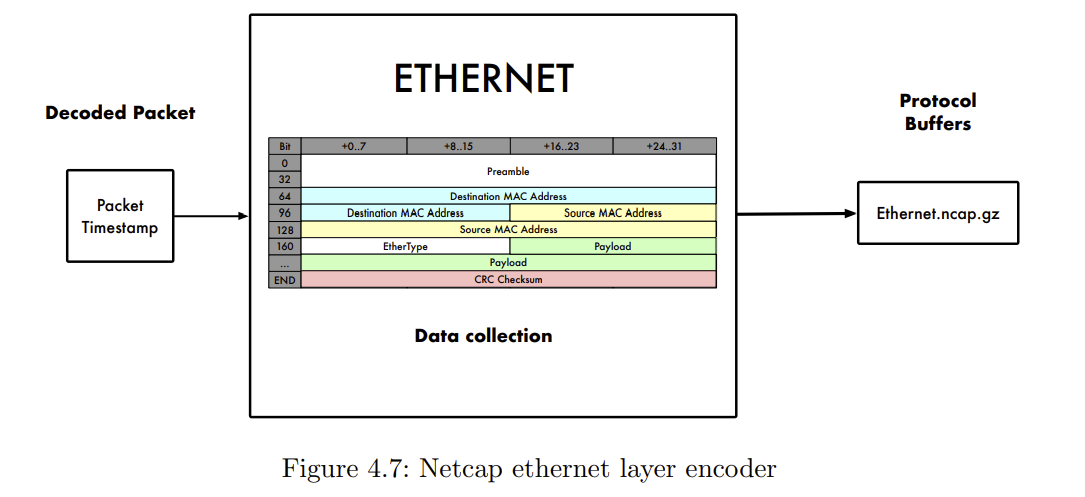 ETHERNET
Decoded Packet
Protocol
Buffers
Packet
Timestamp
Bit +0..7 +8..15 +16..23 +24..31
0
Preamble
32
64 Destination MAC Address
96 Destination MAC Address Source MAC Address
128 Source MAC Address
160 EtherType Payload
... Payload
END CRC Checksum
Ethernet.ncap.gz
Data collection
Figure 4.7: Netcap ethernet layer encoder